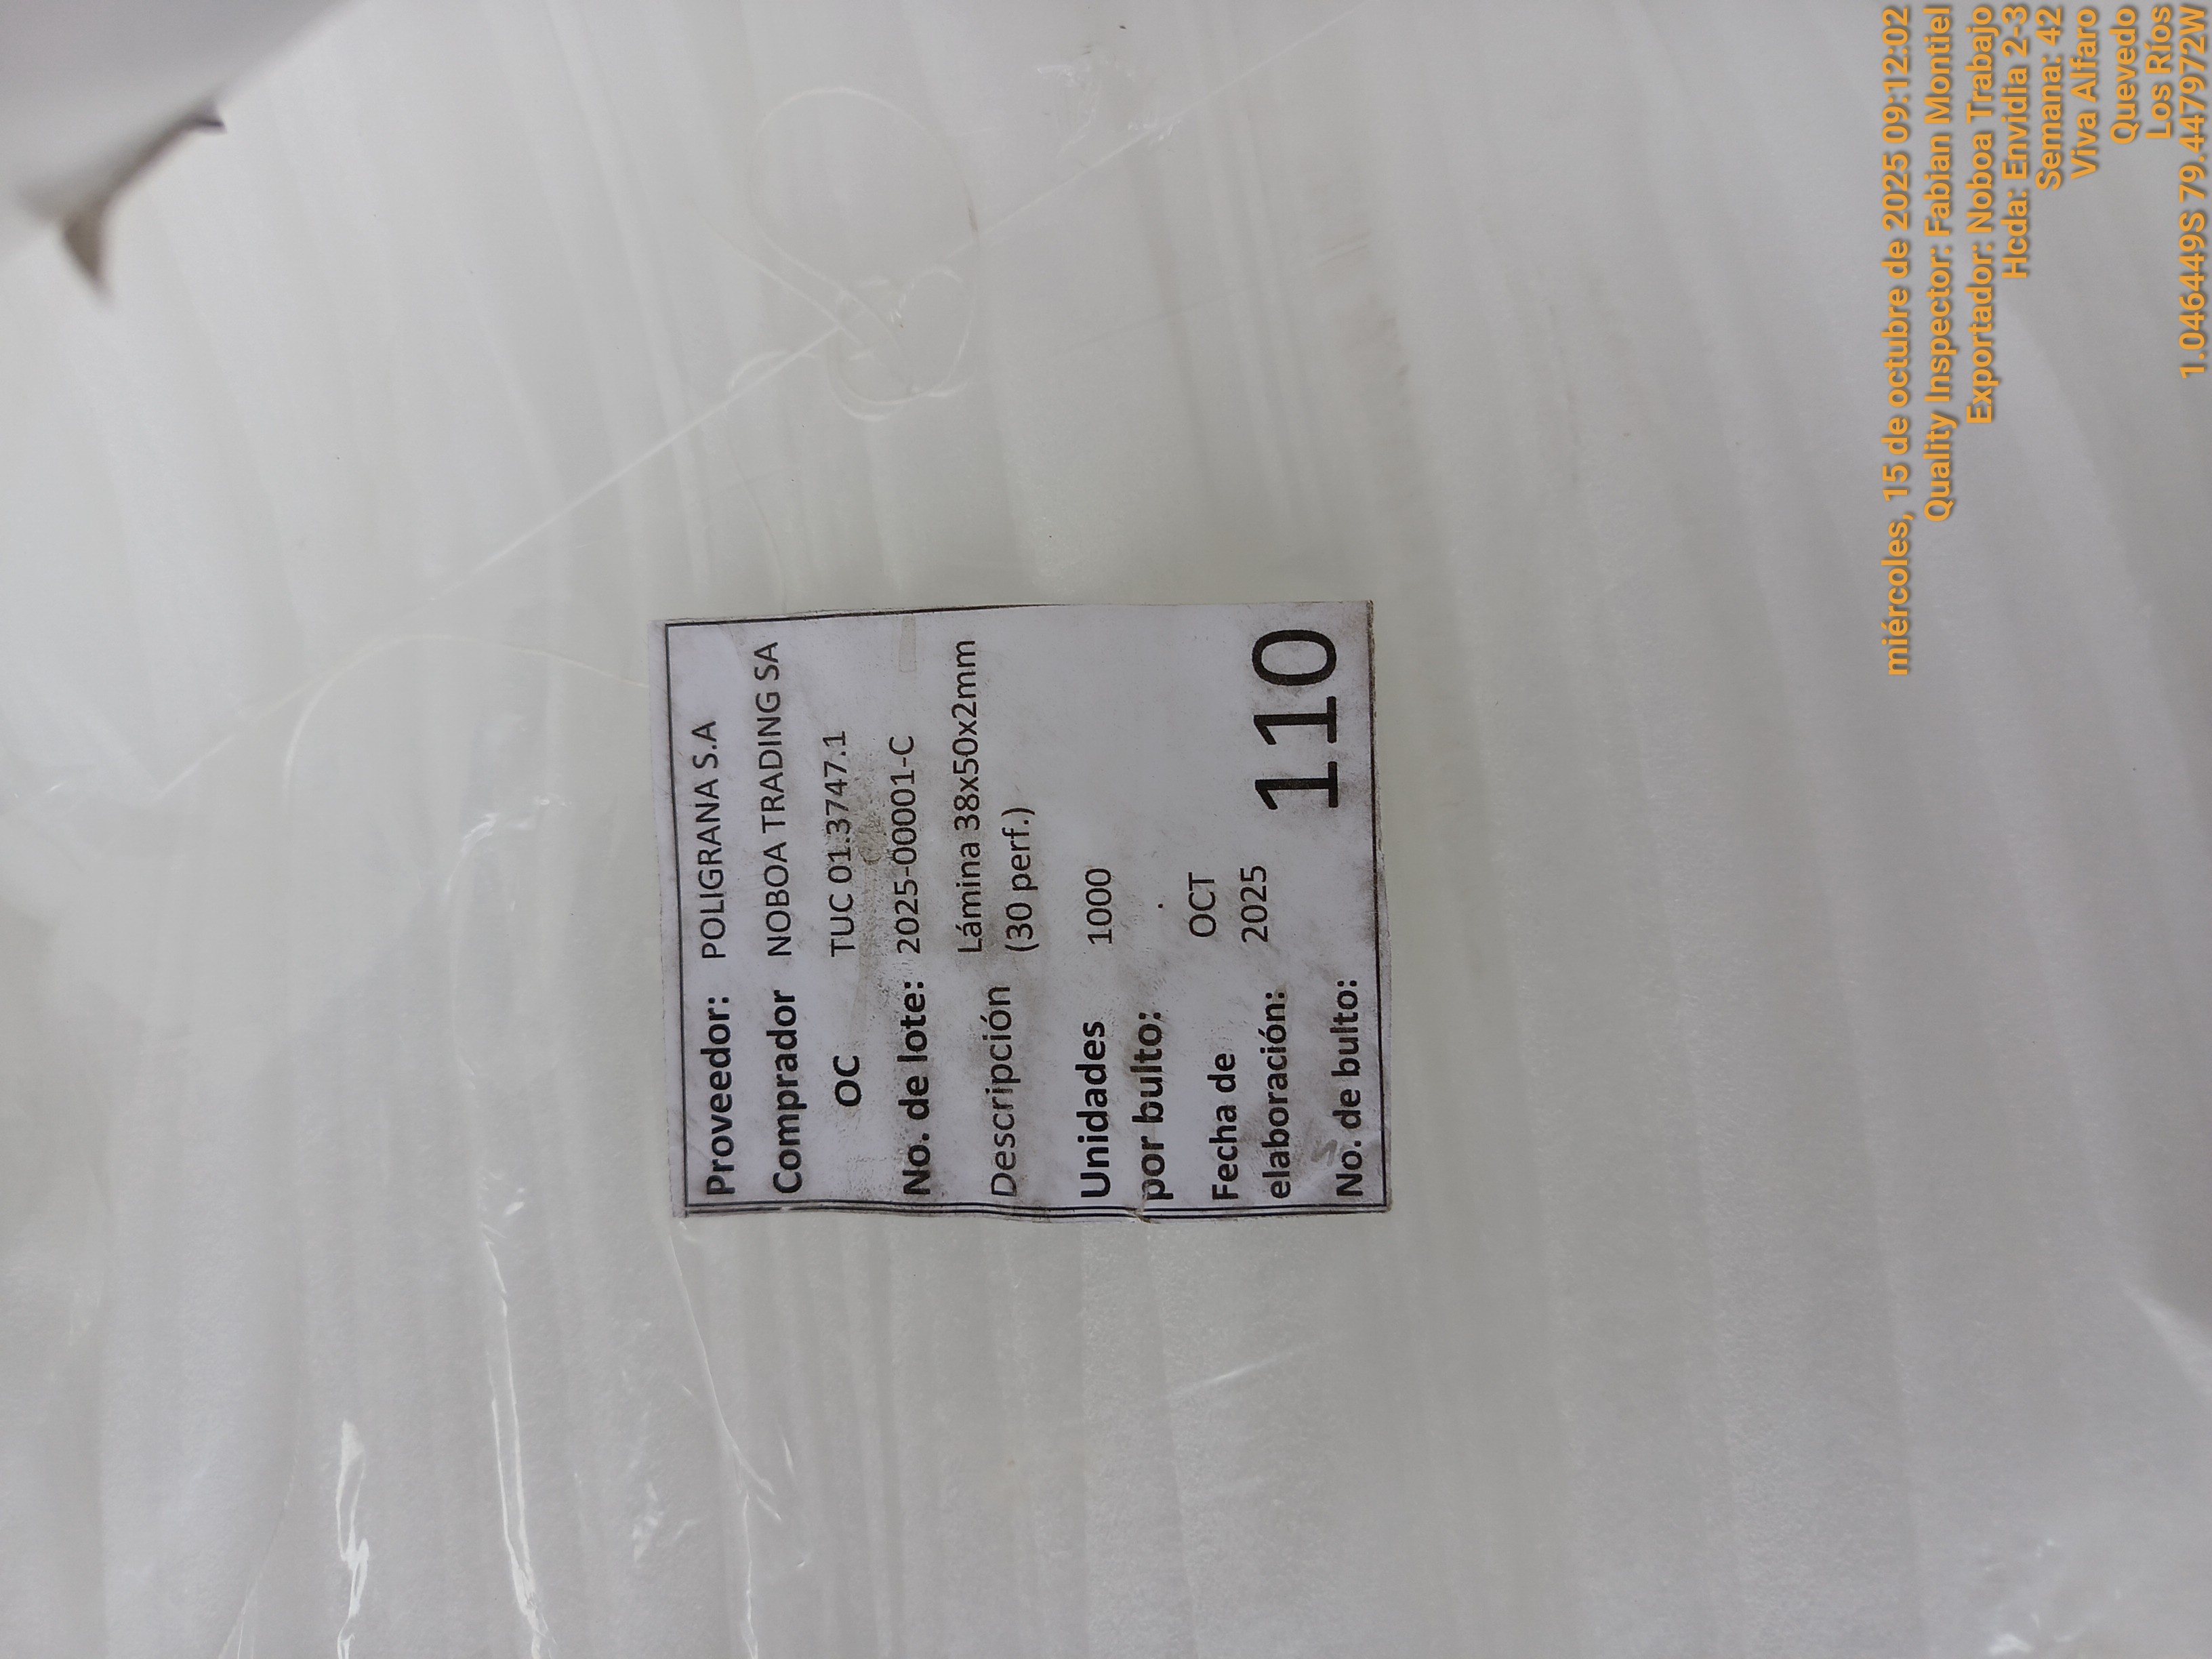 Proveedor: POLIGRANA S.A
Comprador NOBOA TRADING SA
OC TUC 01.3747.1
No. de lote: 2025-00001-C
Descripción Lámina 38x50x2mm
(30 perf.)
Unidades
por bulto: 1000
.
Fecha de
elaboración: OCT
2025
No. de bulto: 110
miércoles, 15 de octubre de 2025 09:12:02
Quality Inspector: Fabian Montiel
Exportador: Noboa Trabajo
Hcda: Envidia 2-3
Semana: 42
Viva Alfaro
Quevedo
Los Ríos
1.046449S 79.447972W